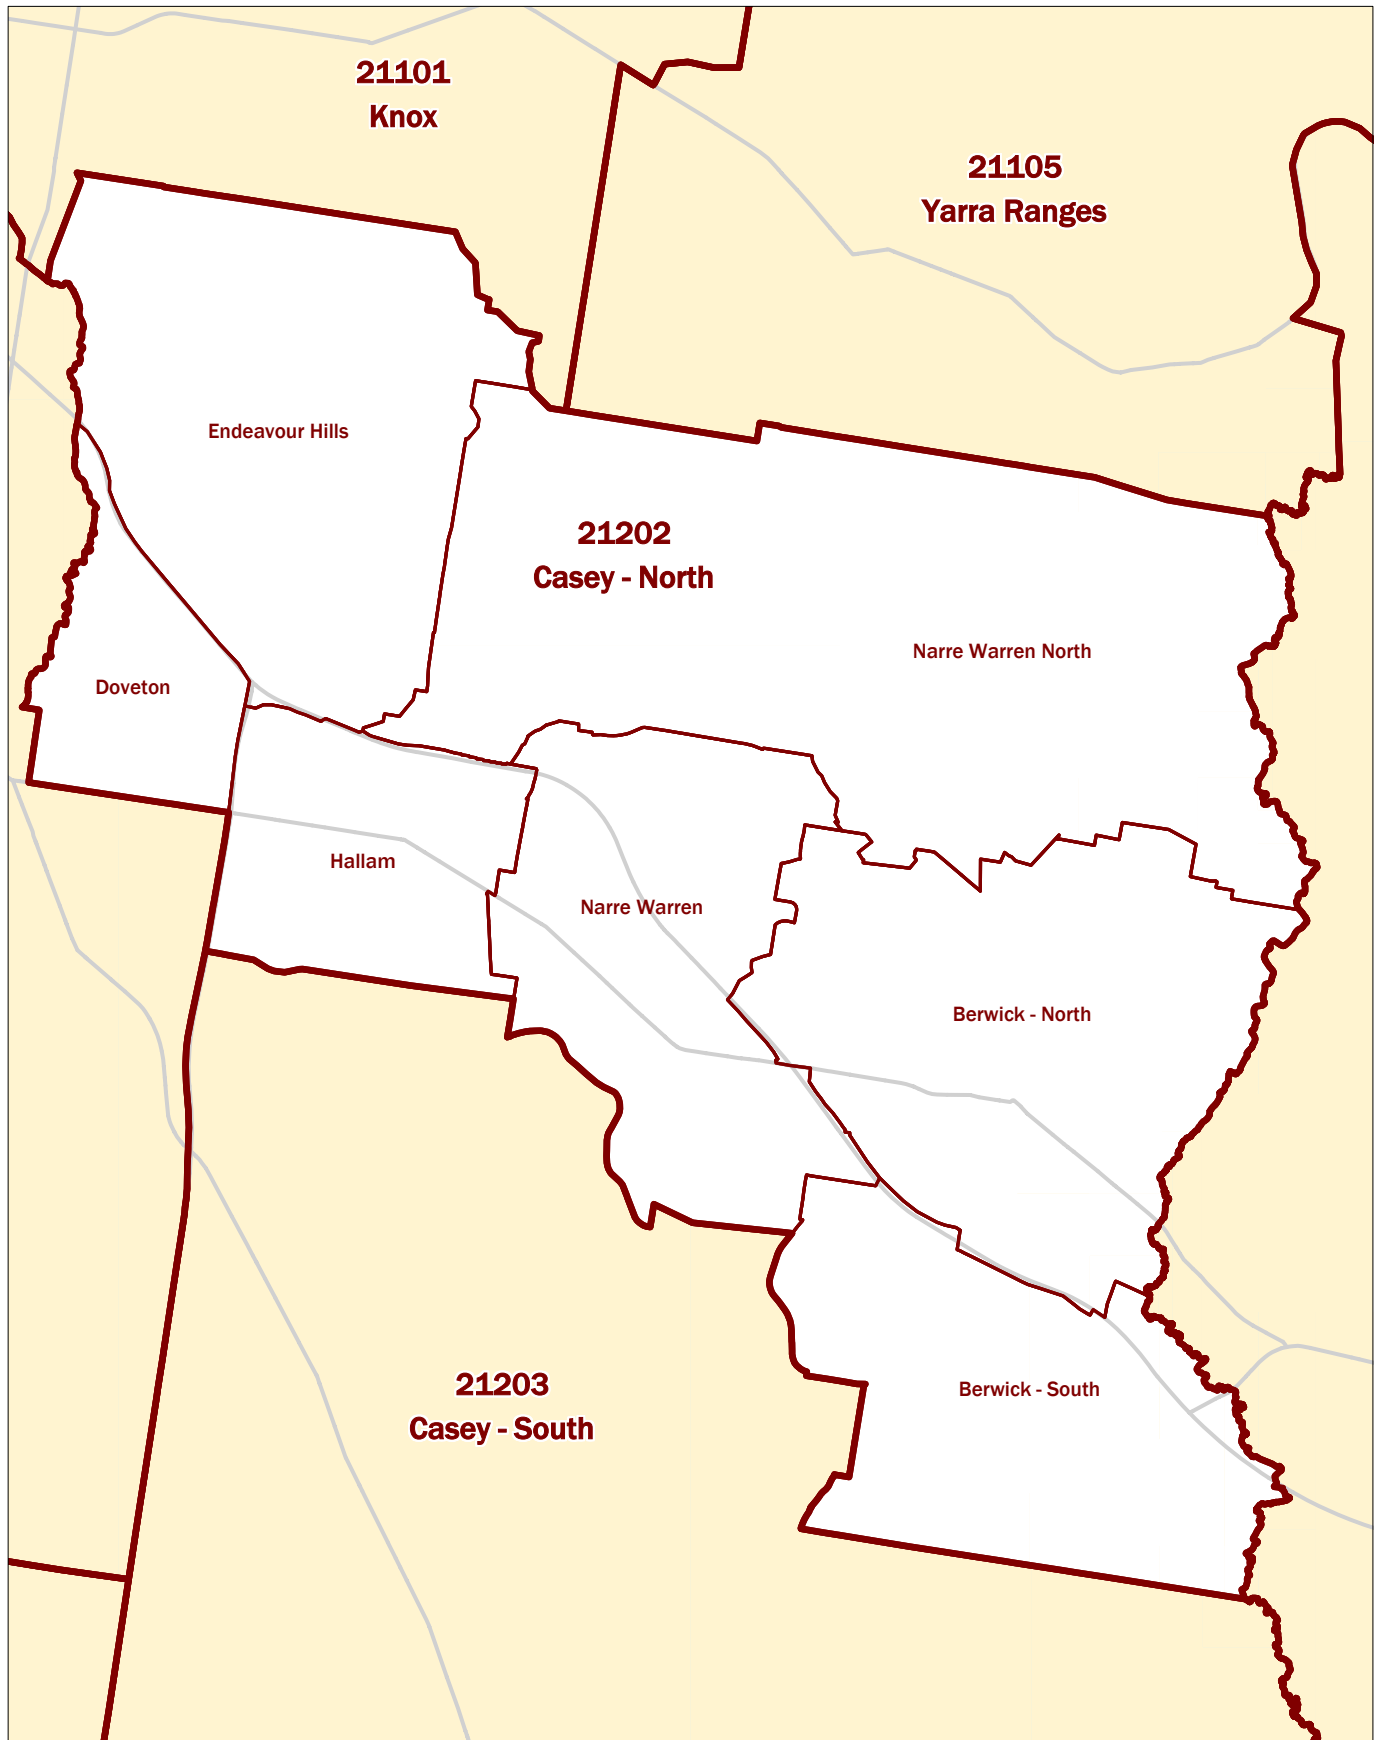 21101
Knox
21105
Yarra Ranges
Endeavour Hills
21202
Casey - North
Narre Warren North
Doveton
Hallam
Narre Warren
Berwick - North
21203
Casey - South
Berwick - South